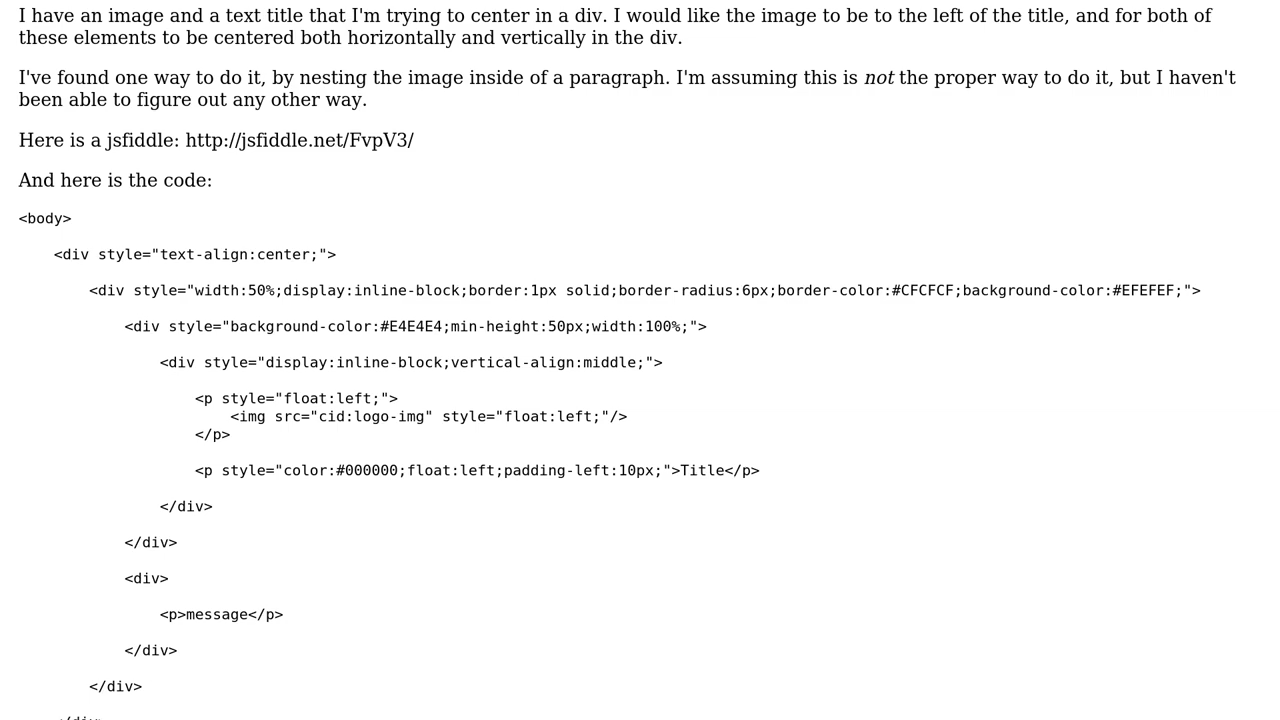 I have an image and a text title that I'm trying to center in a div. I would like the image to be to the left of the title, and for both of
these elements to be centered both horizontally and vertically in the div.
I've found one way to do it, by nesting the image inside of a paragraph. I'm assuming this is not the proper way to do it, but I haven't
been able to figure out any other way.
Here is a jsfiddle: http://jsfiddle.net/FvpV3/
And here is the code:
<body>
<div style="text-align:center;">
<div style="width:50%;display:inline-block;border:1px solid;border-radius:6px;border-color:#CFCFCF;background-color:#EFEFEF;">
<div style="background-color:#E4E4E4;min-height:50px;width:100%;">
<div style="display:inline-block;vertical-align:middle;">
<p style="float:left;">
<img src="cid:logo-img" style="float:left;"/>
</p>
<p style="color:#000000;float:left;padding-left:10px;">Title</p>
</div>
</div>
<div>
<p>message</p>
</div>
</div>